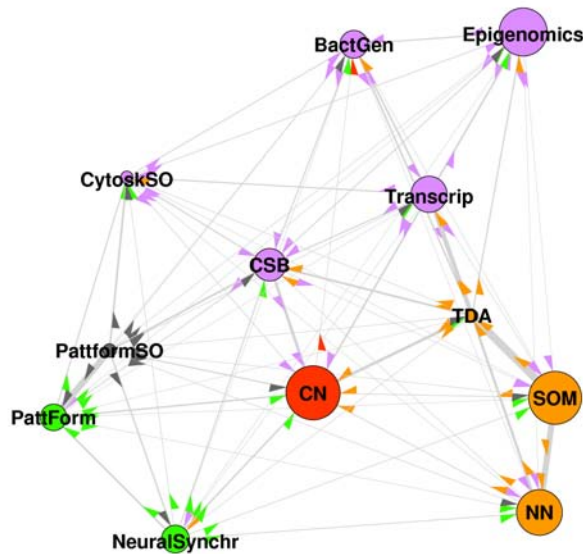 Epigenomics
BactGen
CytoskSO
Transcrip
CSB
TDA
PattformSO
CN
SOM
PattForm
NN
NeuralSynchr